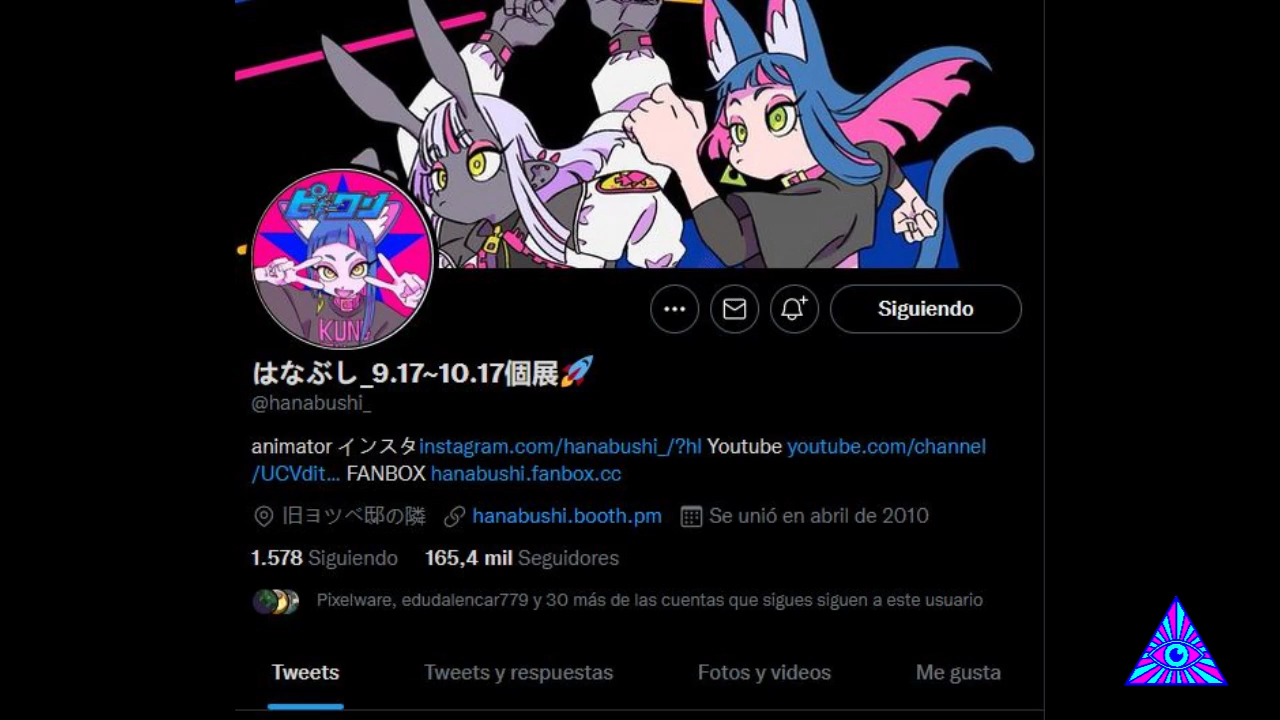 ピギーワン
KUNG
Siguiendo
はなぶし_9.17~10.17個展🚀
@hanabushi_
animator インスタinstagram.com/hanabushi_/?hl Youtube youtube.com/channel
/UCVdit... FANBOX hanabushi.fanbox.cc
旧ヨツベ邸の隣 hanabushi.booth.pm Se unió en abril de 2010
1.578 Siguiendo 165,4 mil Seguidores
Pixelware, edudalencar779 y 30 más de las cuentas que sigues siguen a este usuario
Tweets Tweets y respuestas Fotos y videos Me gusta